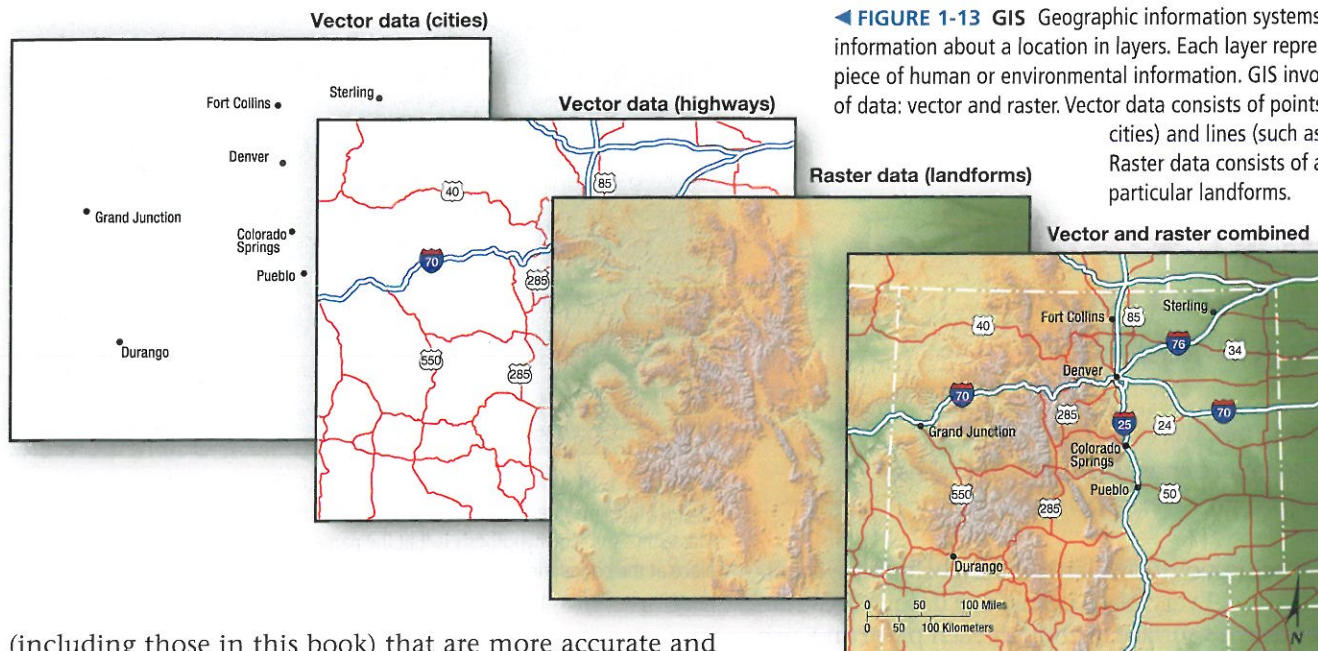 Vector data (cities)
Fort Collins
Sterling
Denver
Grand Junction
Colorado
Springs
Pueblo
Durango
Vector data (highways)
40
85
70
285
550
285
Raster data (landforms)
◄ FIGURE 1-13 GIS Geographic information systems
information about a location in layers. Each layer repre
piece of human or environmental information. GIS invo
of data: vector and raster. Vector data consists of points
cities) and lines (such as
Raster data consists of a
particular landforms.
Vector and raster combined
Fort Collins
85
Sterling
40
76
34
Denver
70
285
70
25
24
Grand Junction
Colorado
Springs
Pueblo
50
550
285
Durango
0 50 100 Miles
0 50 100 Kilometers
N
(including those in this book) that are more accurate and